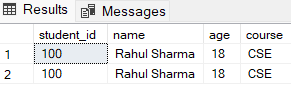 Results Messages
student_id name age course
1 100 Rahul Sharma 18 CSE
2 100 Rahul Sharma 18 CSE